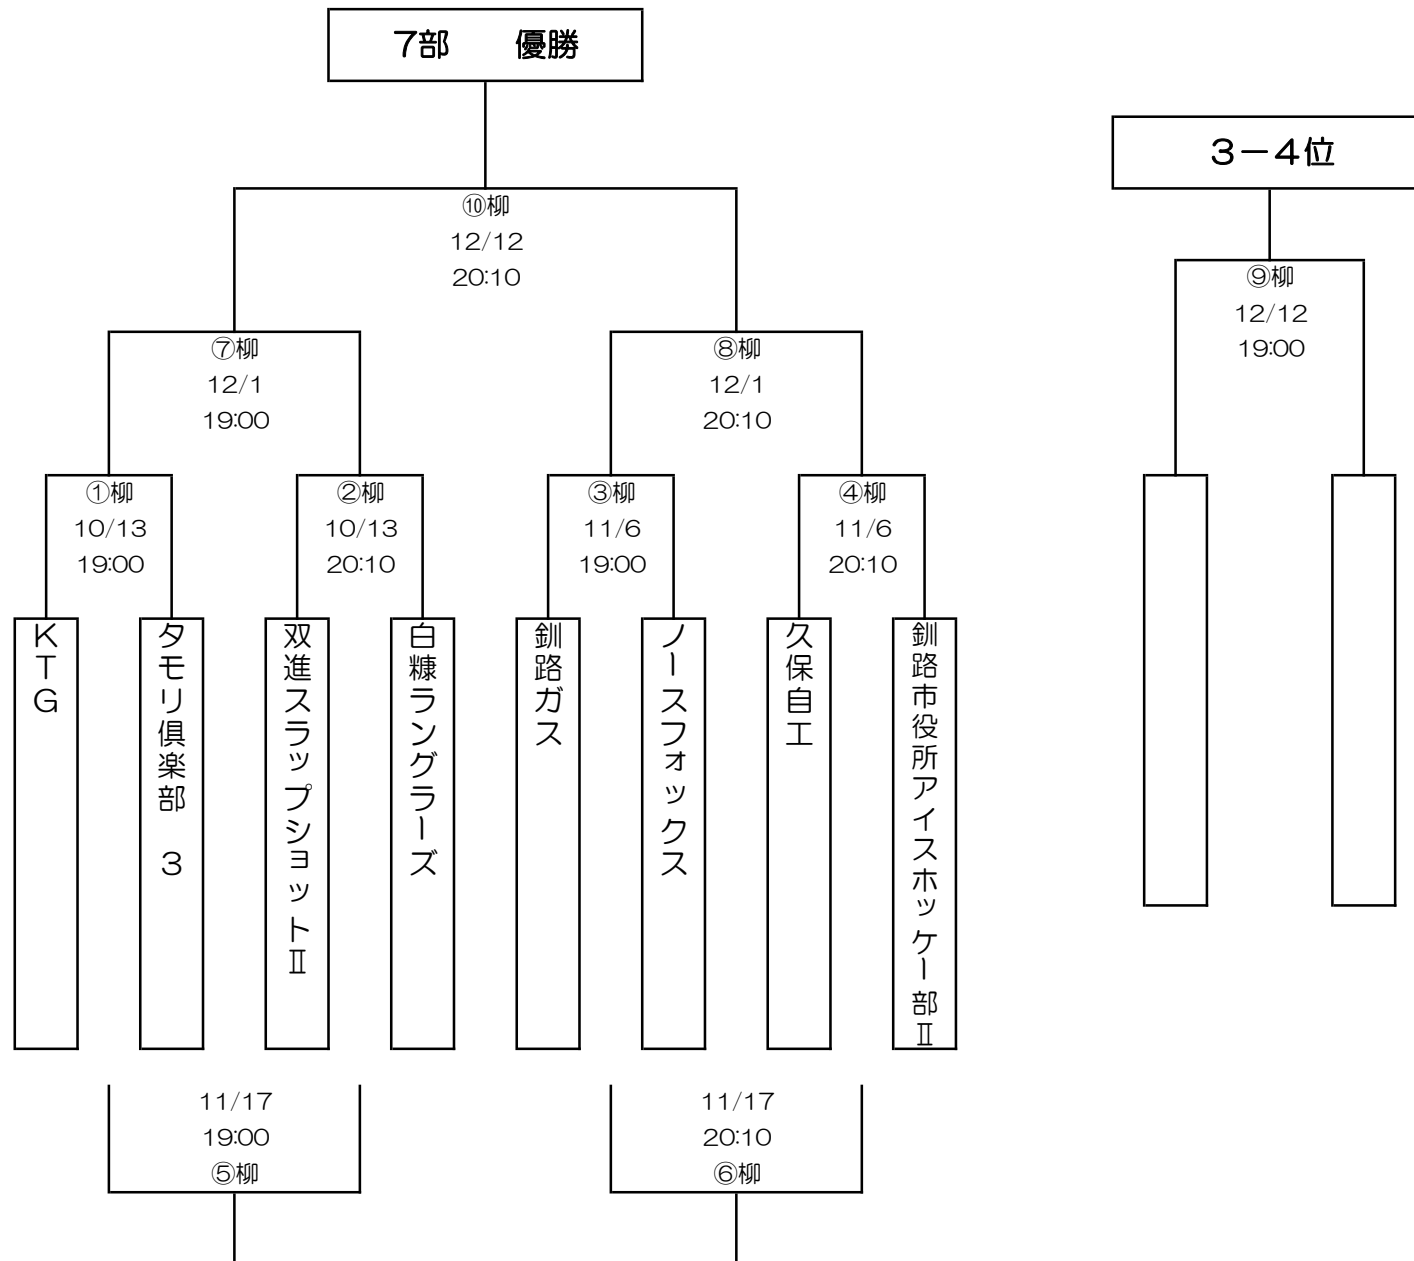 7部　　優勝
3－4位
⑩柳
12/12
20:10
⑨柳
12/12
19:00
⑦柳
12/1
19:00
⑧柳
12/1
20:10
①柳
10/13
19:00
②柳
10/13
20:10
③柳
11/6
19:00
④柳
11/6
20:10
KTG
タモリ倶楽部　3
双進スラップショットⅡ
白糠ラングラーズ
釧路ガス
ノースフォックス
久保自工
釧路市役所アイスホッケー部Ⅱ
11/17
19:00
⑤柳
11/17
20:10
⑥柳